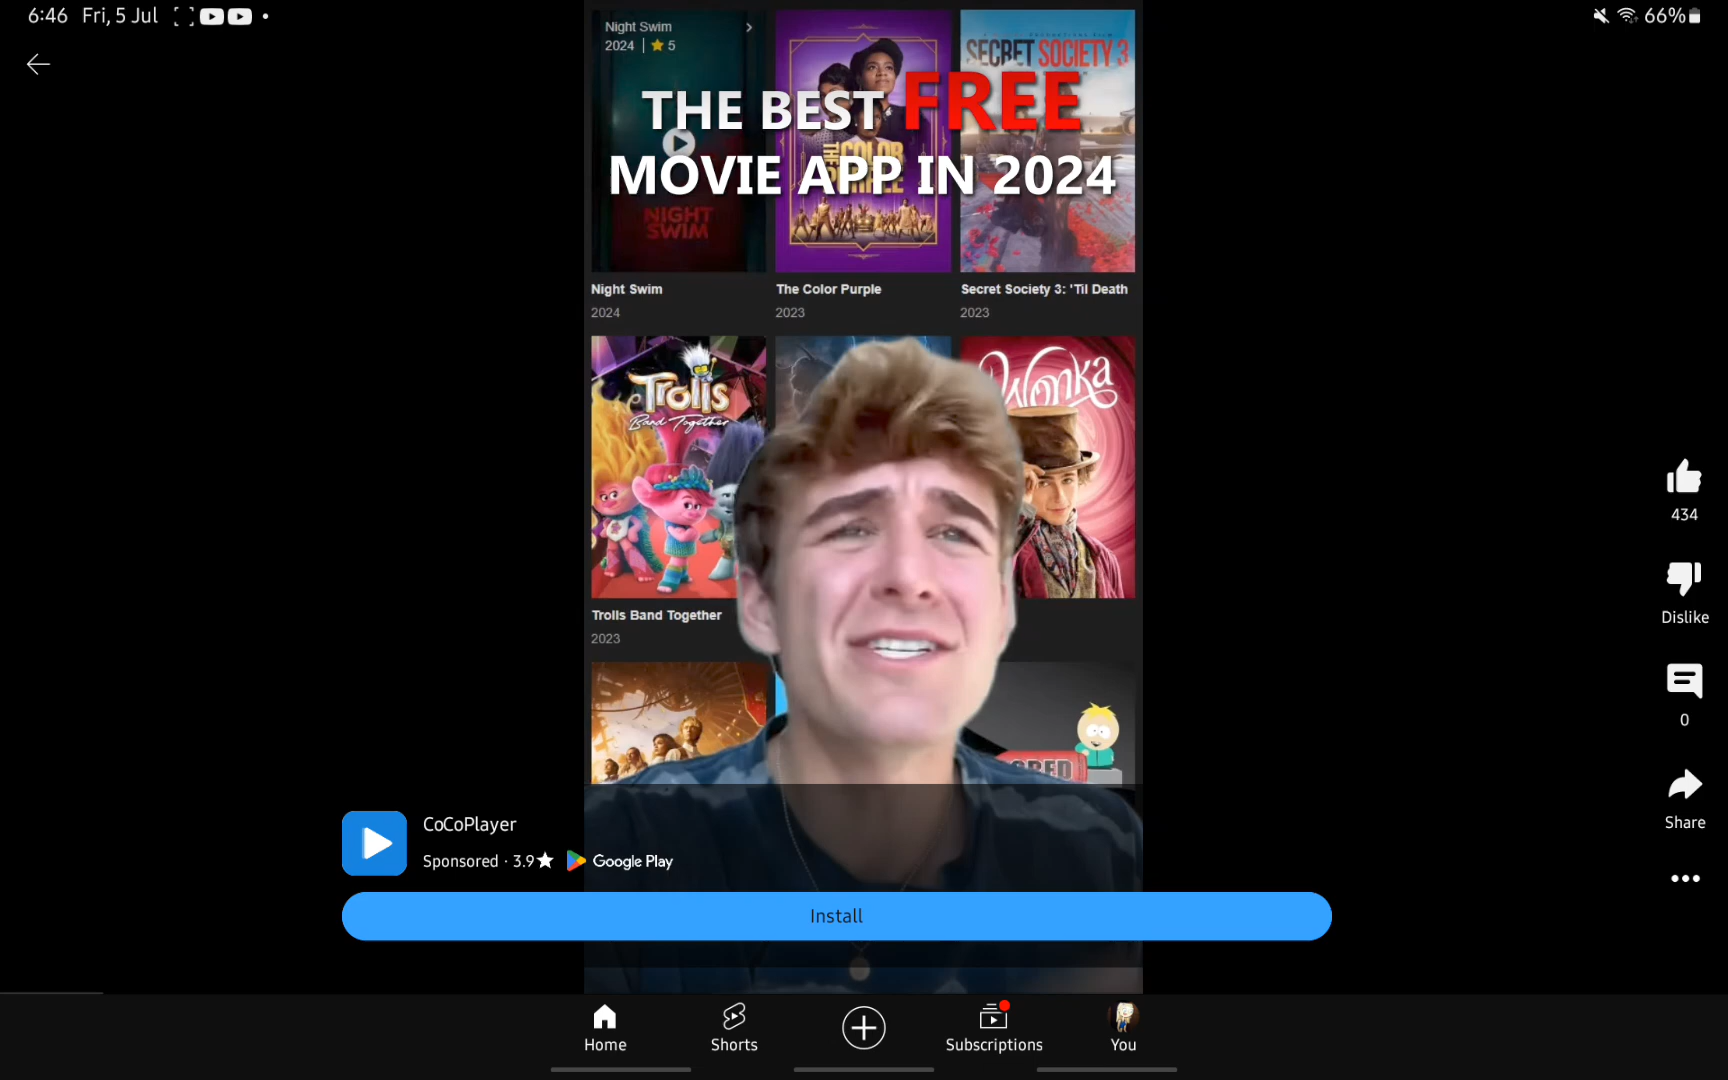 6:46 Fri, 5 Jul
66%
Night Swim
2024 | ★ 5
SECRET SOCIETY 3
THE BEST FREE
MOVIE APP IN 2024
THE COLOR
NIGHT
SWIM
Night Swim
The Color Purple
Secret Society 3: 'Til Death
2024
2023
2023
Trolls
Band Together
Wonka
434
Trolls Band Together
Dislike
2023
0
CoCoPlayer
Share
Sponsored · 3.9★ Google Play
Install
Home
Shorts
Subscriptions
You